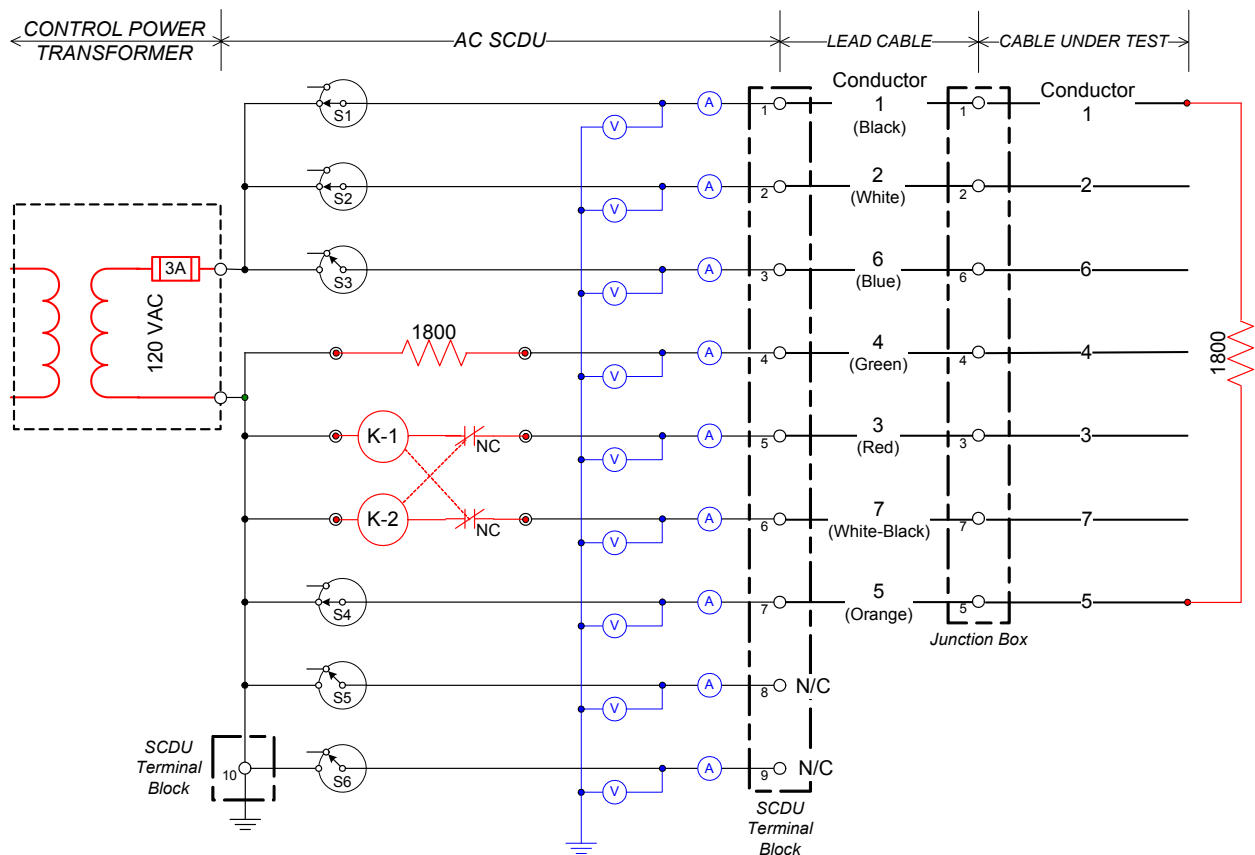 CONTROL POWER
TRANSFORMER
AC SCDU
LEAD CABLE
CABLE UNDER TEST
S1
V
A
1
Conductor
1
(Black)
1
Conductor
1
S2
V
A
2
2
(White)
2
2
3A
120 VAC
S3
V
A
3
6
(Blue)
6
6
1800
V
A
4
4
(Green)
4
4
1800
K-1
NC
V
A
5
3
(Red)
3
3
K-2
NC
V
A
6
7
(White-Black)
7
7
S4
V
A
7
5
(Orange)
5
5
Junction Box
S5
V
A
8
N/C
SCDU
Terminal
Block
10
S6
V
A
9
N/C
SCDU
Terminal
Block